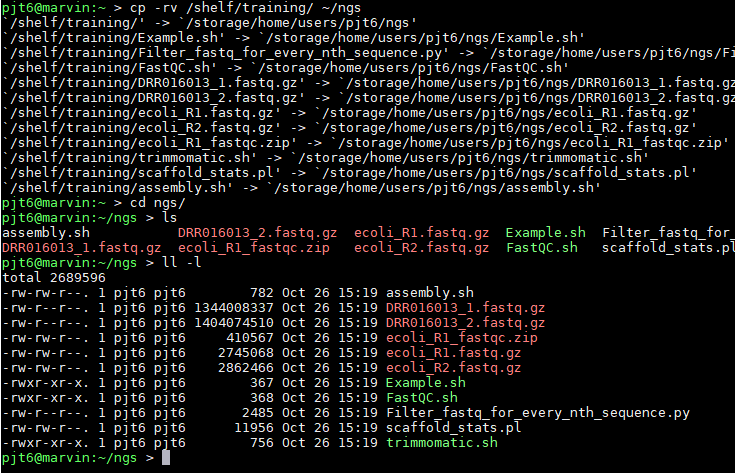 pjt6@marvin:~ > cp -rv /shelf/training/ ~/ngs
`/shelf/training/' -> `/storage/home/users/pjt6/ngs'
`/shelf/training/Example.sh' -> `/storage/home/users/pjt6/ngs/Example.sh'
`/shelf/training/Filter_fastq_for_every_nth_sequence.py' -> `/storage/home/users/pjt6/ngs/Fi
`/shelf/training/FastQC.sh' -> `/storage/home/users/pjt6/ngs/FastQC.sh'
`/shelf/training/DRR016013_1.fastq.gz' -> `/storage/home/users/pjt6/ngs/DRR016013_1.fastq.gz
`/shelf/training/DRR016013_2.fastq.gz' -> `/storage/home/users/pjt6/ngs/DRR016013_2.fastq.gz
`/shelf/training/ecoli_R1.fastq.gz' -> `/storage/home/users/pjt6/ngs/ecoli_R1.fastq.gz'
`/shelf/training/ecoli_R2.fastq.gz' -> `/storage/home/users/pjt6/ngs/ecoli_R2.fastq.gz'
`/shelf/training/ecoli_R1_fastqc.zip' -> `/storage/home/users/pjt6/ngs/ecoli_R1_fastqc.zip'
`/shelf/training/trimmomatic.sh' -> `/storage/home/users/pjt6/ngs/trimmomatic.sh'
`/shelf/training/scaffold_stats.pl' -> `/storage/home/users/pjt6/ngs/scaffold_stats.pl'
`/shelf/training/assembly.sh' -> `/storage/home/users/pjt6/ngs/assembly.sh'
pjt6@marvin:~ > cd ngs/
pjt6@marvin:~/ngs > ls
assembly.sh DRR016013_2.fastq.gz ecoli_R1.fastq.gz Example.sh Filter_fastq_fo
DRR016013_1.fastq.gz ecoli_R1_fastqc.zip ecoli_R2.fastq.gz FastQC.sh scaffold_stats.p
pjt6@marvin:~/ngs > ll -l
total 2689596
-rw-rw-r--. 1 pjt6 pjt6 782 Oct 26 15:19 assembly.sh
-rw-r--r--. 1 pjt6 pjt6 1344008337 Oct 26 15:19 DRR016013_1.fastq.gz
-rw-r--r--. 1 pjt6 pjt6 1404074510 Oct 26 15:19 DRR016013_2.fastq.gz
-rw-rw-r--. 1 pjt6 pjt6 410567 Oct 26 15:19 ecoli_R1_fastqc.zip
-rw-rw-r--. 1 pjt6 pjt6 2745068 Oct 26 15:19 ecoli_R1.fastq.gz
-rw-rw-r--. 1 pjt6 pjt6 2862466 Oct 26 15:19 ecoli_R2.fastq.gz
-rwxr-xr-x. 1 pjt6 pjt6 367 Oct 26 15:19 Example.sh
-rwxr-xr-x. 1 pjt6 pjt6 368 Oct 26 15:19 FastQC.sh
-rw-r--r--. 1 pjt6 pjt6 2485 Oct 26 15:19 Filter_fastq_for_every_nth_sequence.py
-rw-rw-r--. 1 pjt6 pjt6 11956 Oct 26 15:19 scaffold_stats.pl
-rwxr-xr-x. 1 pjt6 pjt6 756 Oct 26 15:19 trimmomatic.sh
pjt6@marvin:~/ngs >